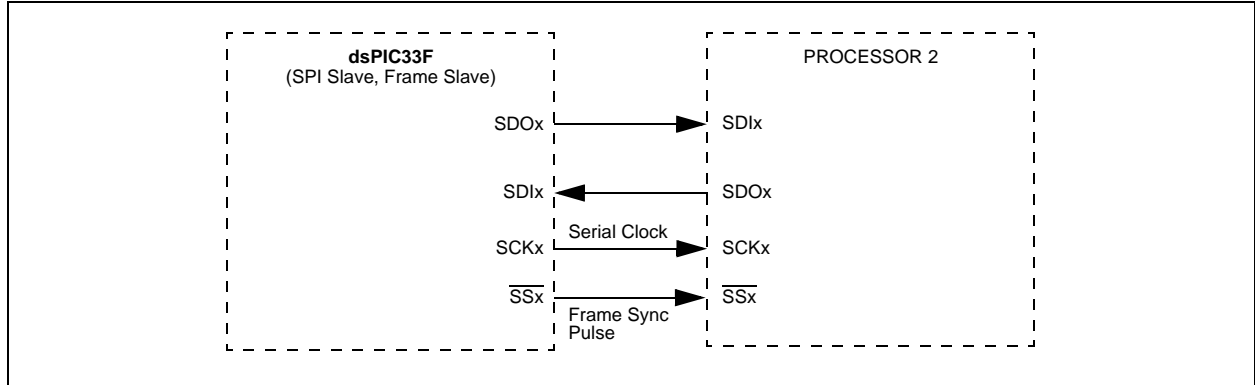 dsPIC33F
(SPI Slave, Frame Slave)
PROCESSOR 2
SDOx
SDIx
SDIx
SDOx
Serial Clock
SCKx
SCKx
SSx
SSx
Frame Sync
Pulse